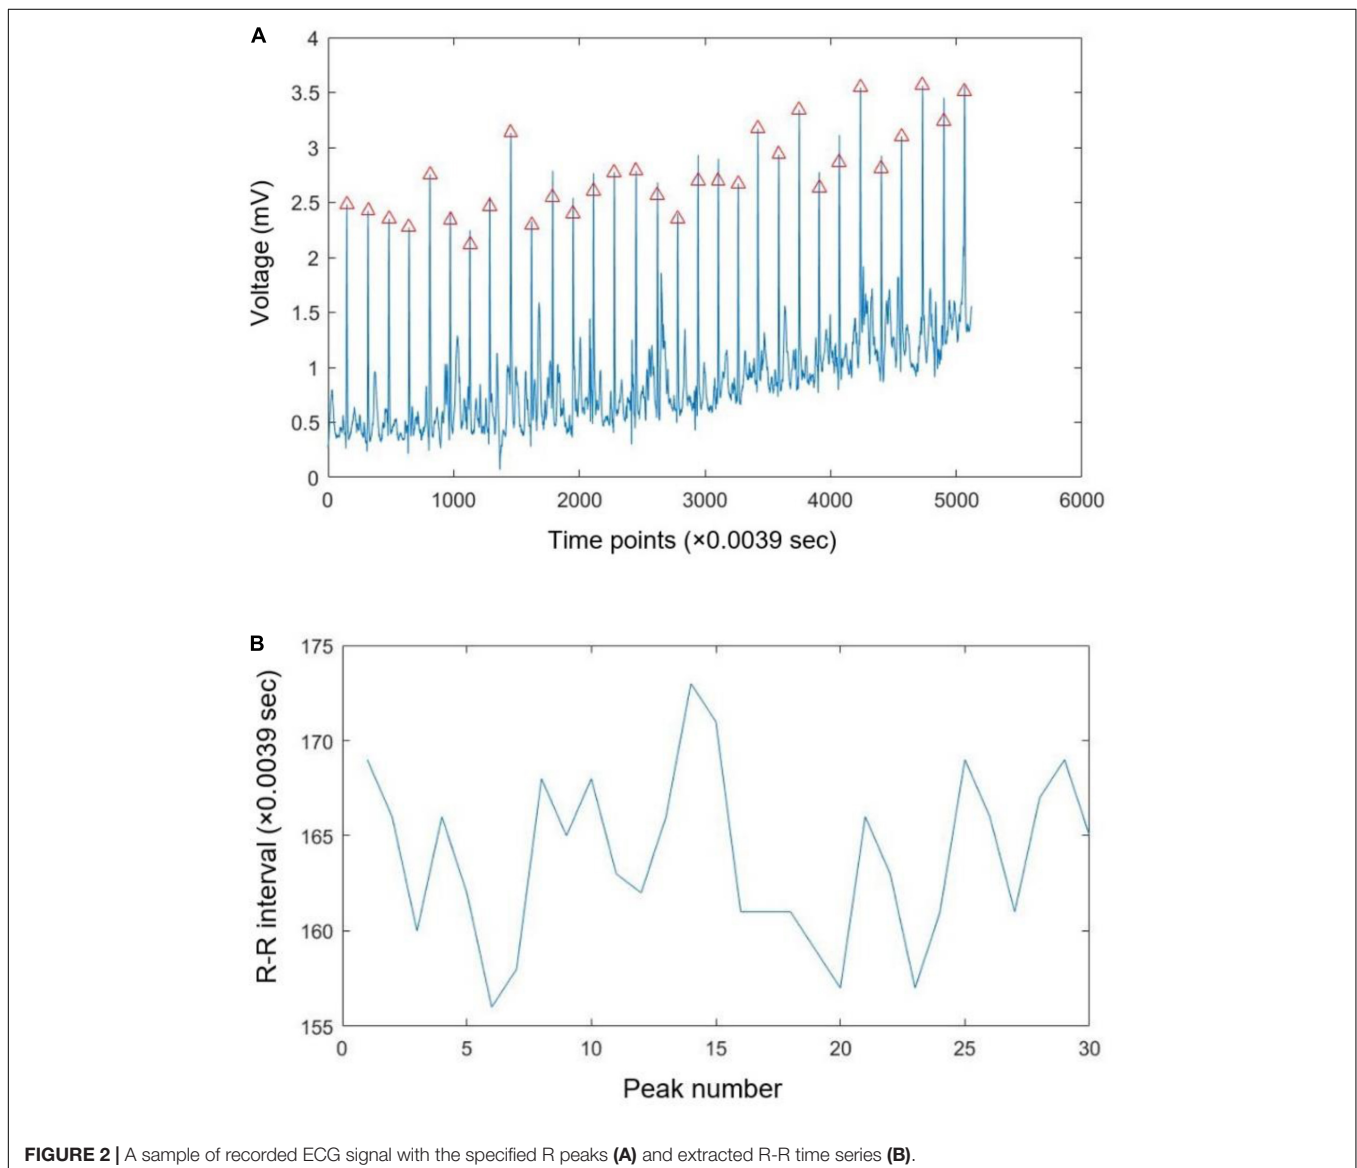 A
4
3.5
3
2.5
2
1.5
1
0.5
0
Voltage (mV)
0 1000 2000 3000 4000 5000 6000
Time points (×0.0039 sec)
B
175
170
165
160
155
R-R interval (×0.0039 sec)
0 5 10 15 20 25 30
Peak number
FIGURE 2 | A sample of recorded ECG signal with the specified R peaks (A) and extracted R-R time series (B).